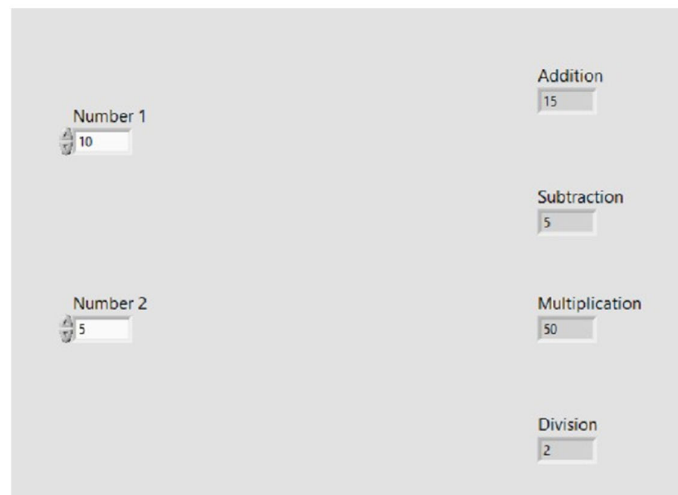 Addition
15
Number 1
10
Subtraction
5
Number 2
5
Multiplication
50
Division
2